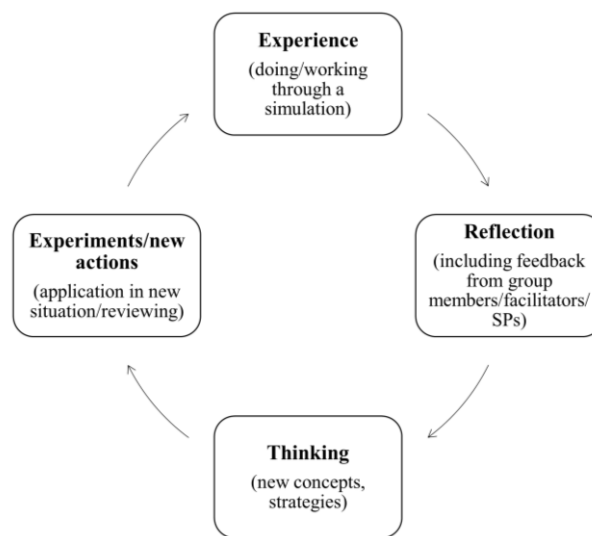 Experience
(doing/working
through a
simulation)
Reflection
(including feedback
from group
members/facilitators/
SPs)
Thinking
(new concepts,
strategies)
Experiments/new
actions
(application in new
situation/reviewing)